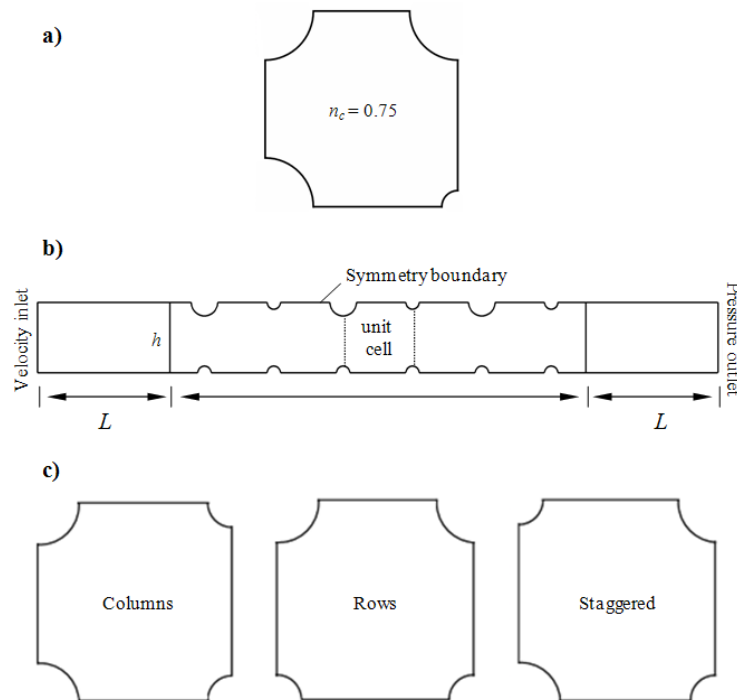 a)
n_c = 0.75
b)
Symmetry boundary
Velocity inlet
h
unit
cell
Pressure outlet
L
L
c)
Columns
Rows
Staggered